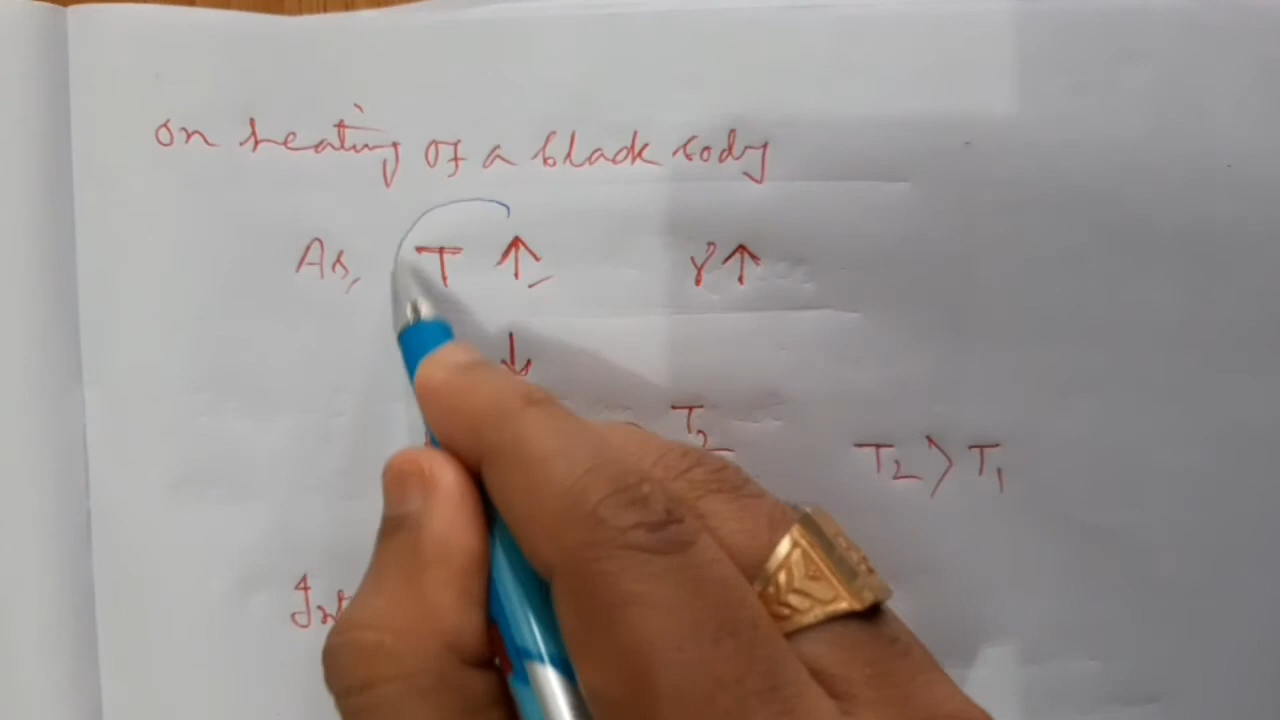 on heating of a black body
As, T ↑ γ ↑
↓
T₂
T₂ > T₁